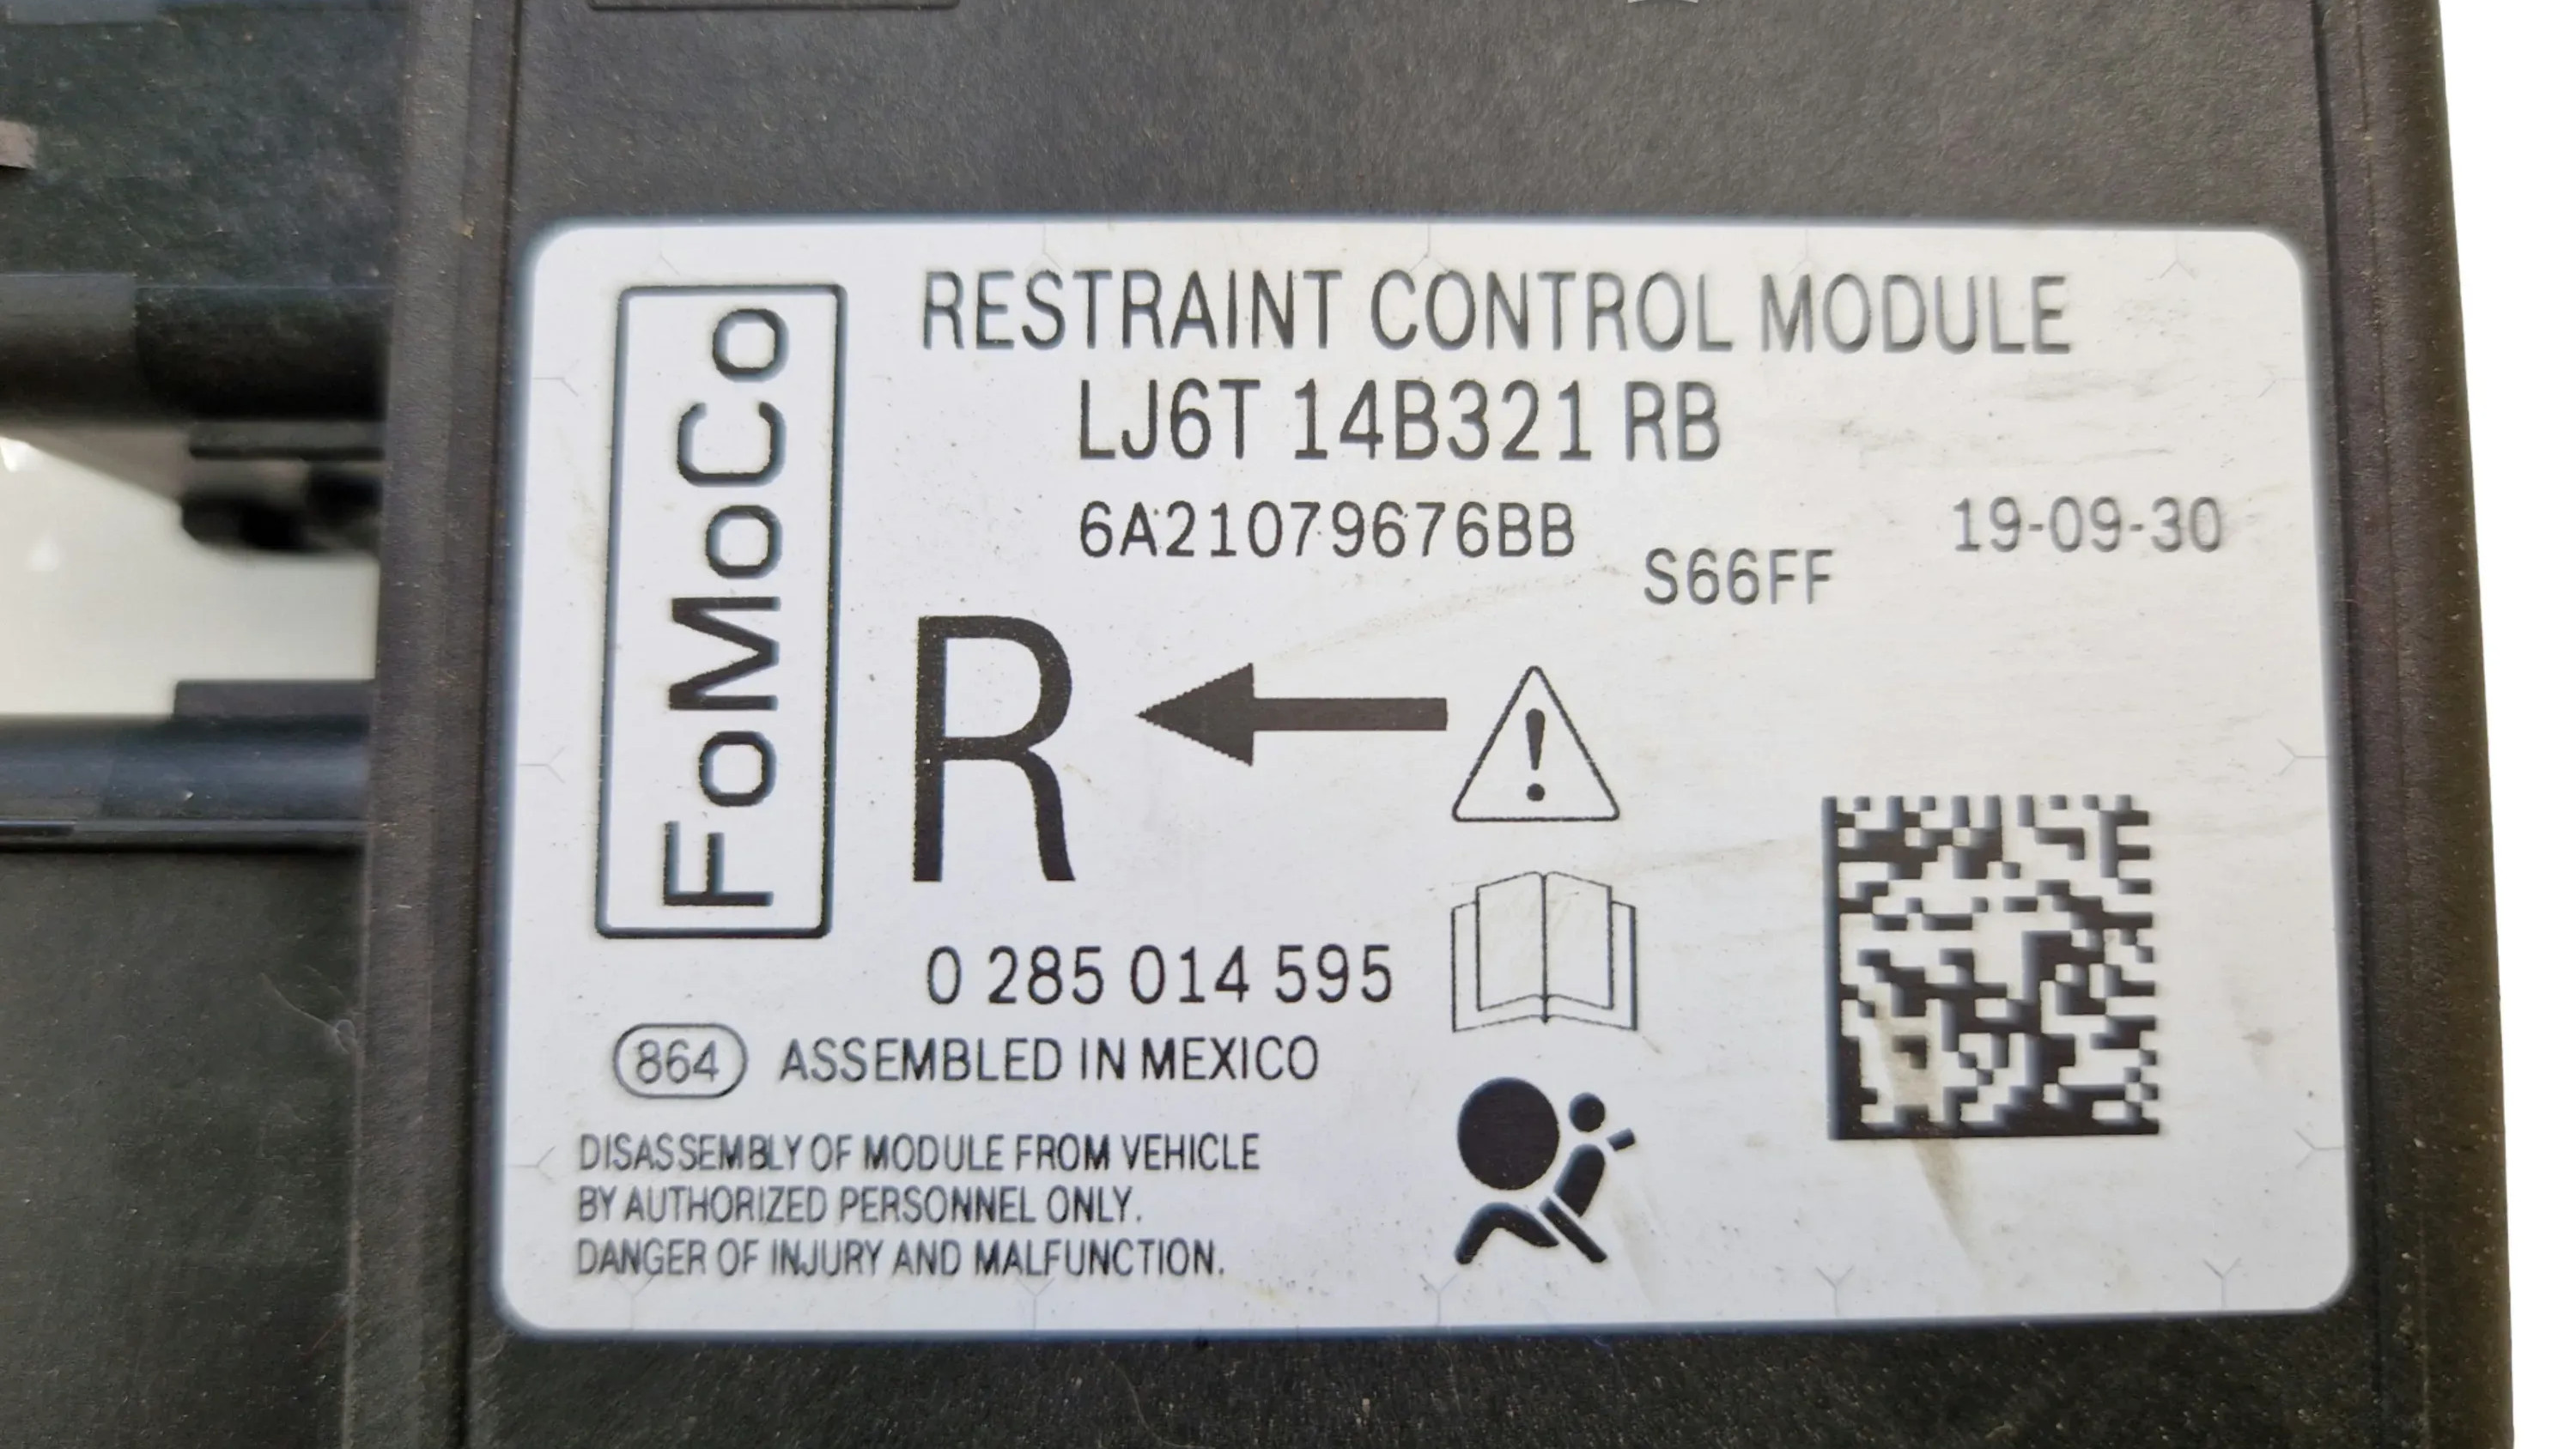 FoMoCo
RESTRAINT CONTROL MODULE
LJ6T 14B321 RB
6A21079676BB
S66FF
19-09-30
R
0 285 014 595
864 ASSEMBLED IN MEXICO
DISASSEMBLY OF MODULE FROM VEHICLE
BY AUTHORIZED PERSONNEL ONLY.
DANGER OF INJURY AND MALFUNCTION.